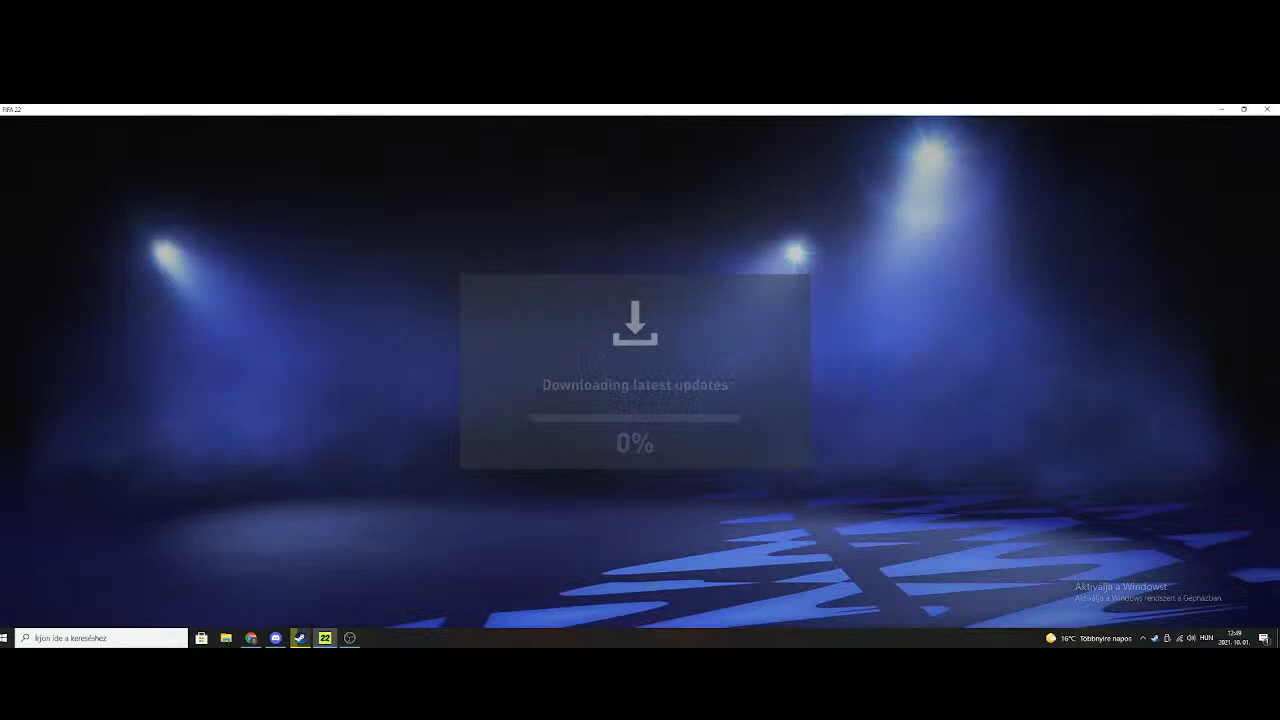 FIFA 22
Downloading latest updates
0%
Aktiválja a Windowst
Aktiválja a Windows rendszert a Gépházban.
Írjon ide a kereséshez
22
16°C Többnyire napos
HUN
12:49
2021. 10. 01.